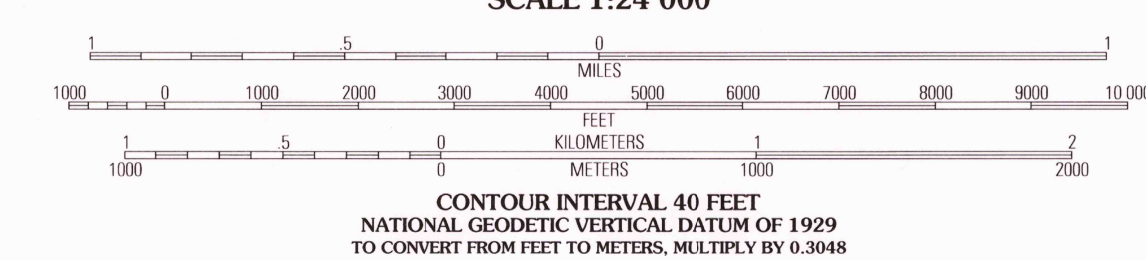 SCALE 1:24 000
1 .5 0 1
MILES
1000 0 1000 2000 3000 4000 5000 6000 7000 8000 9000 10 000
FEET
1 .5 0 KILOMETERS 1 2
1000 0 METERS 1000 2000
CONTOUR INTERVAL 40 FEET
NATIONAL GEODETIC VERTICAL DATUM OF 1929
TO CONVERT FROM FEET TO METERS, MULTIPLY BY 0.3048